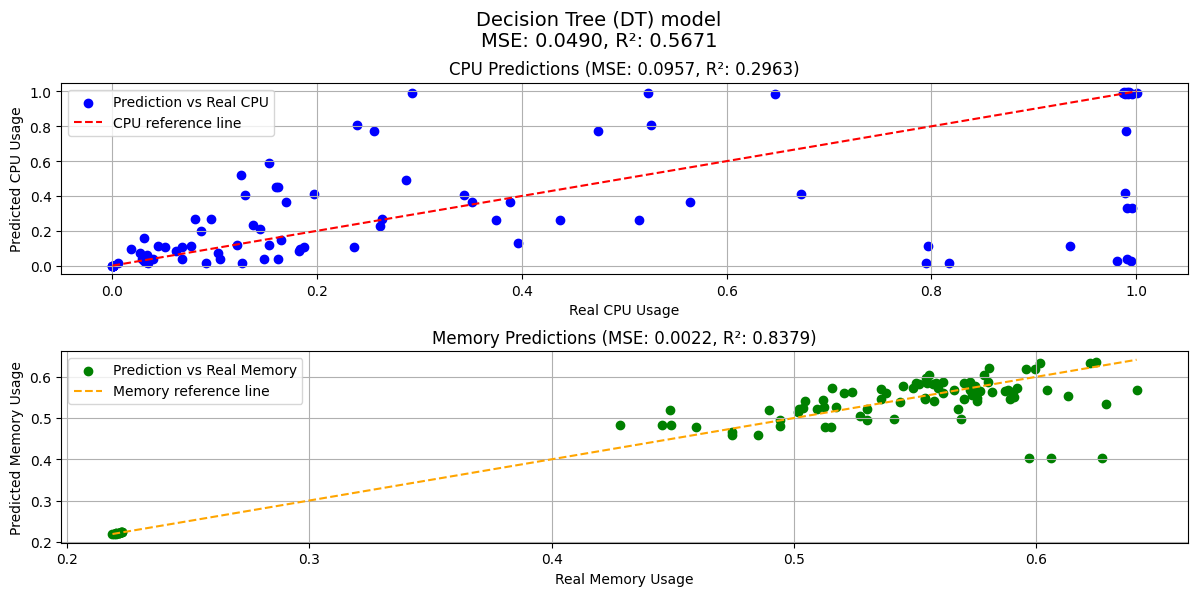 Decision Tree (DT) model
MSE: 0.0490, R²: 0.5671
CPU Predictions (MSE: 0.0957, R²: 0.2963)
Prediction vs Real CPU
CPU reference line
Predicted CPU Usage
1.0
0.8
0.6
0.4
0.2
0.0
0.0 0.2 0.4 0.6 0.8 1.0
Real CPU Usage
Memory Predictions (MSE: 0.0022, R²: 0.8379)
Prediction vs Real Memory
Memory reference line
Predicted Memory Usage
0.6
0.5
0.4
0.3
0.2
0.2 0.3 0.4 0.5 0.6
Real Memory Usage